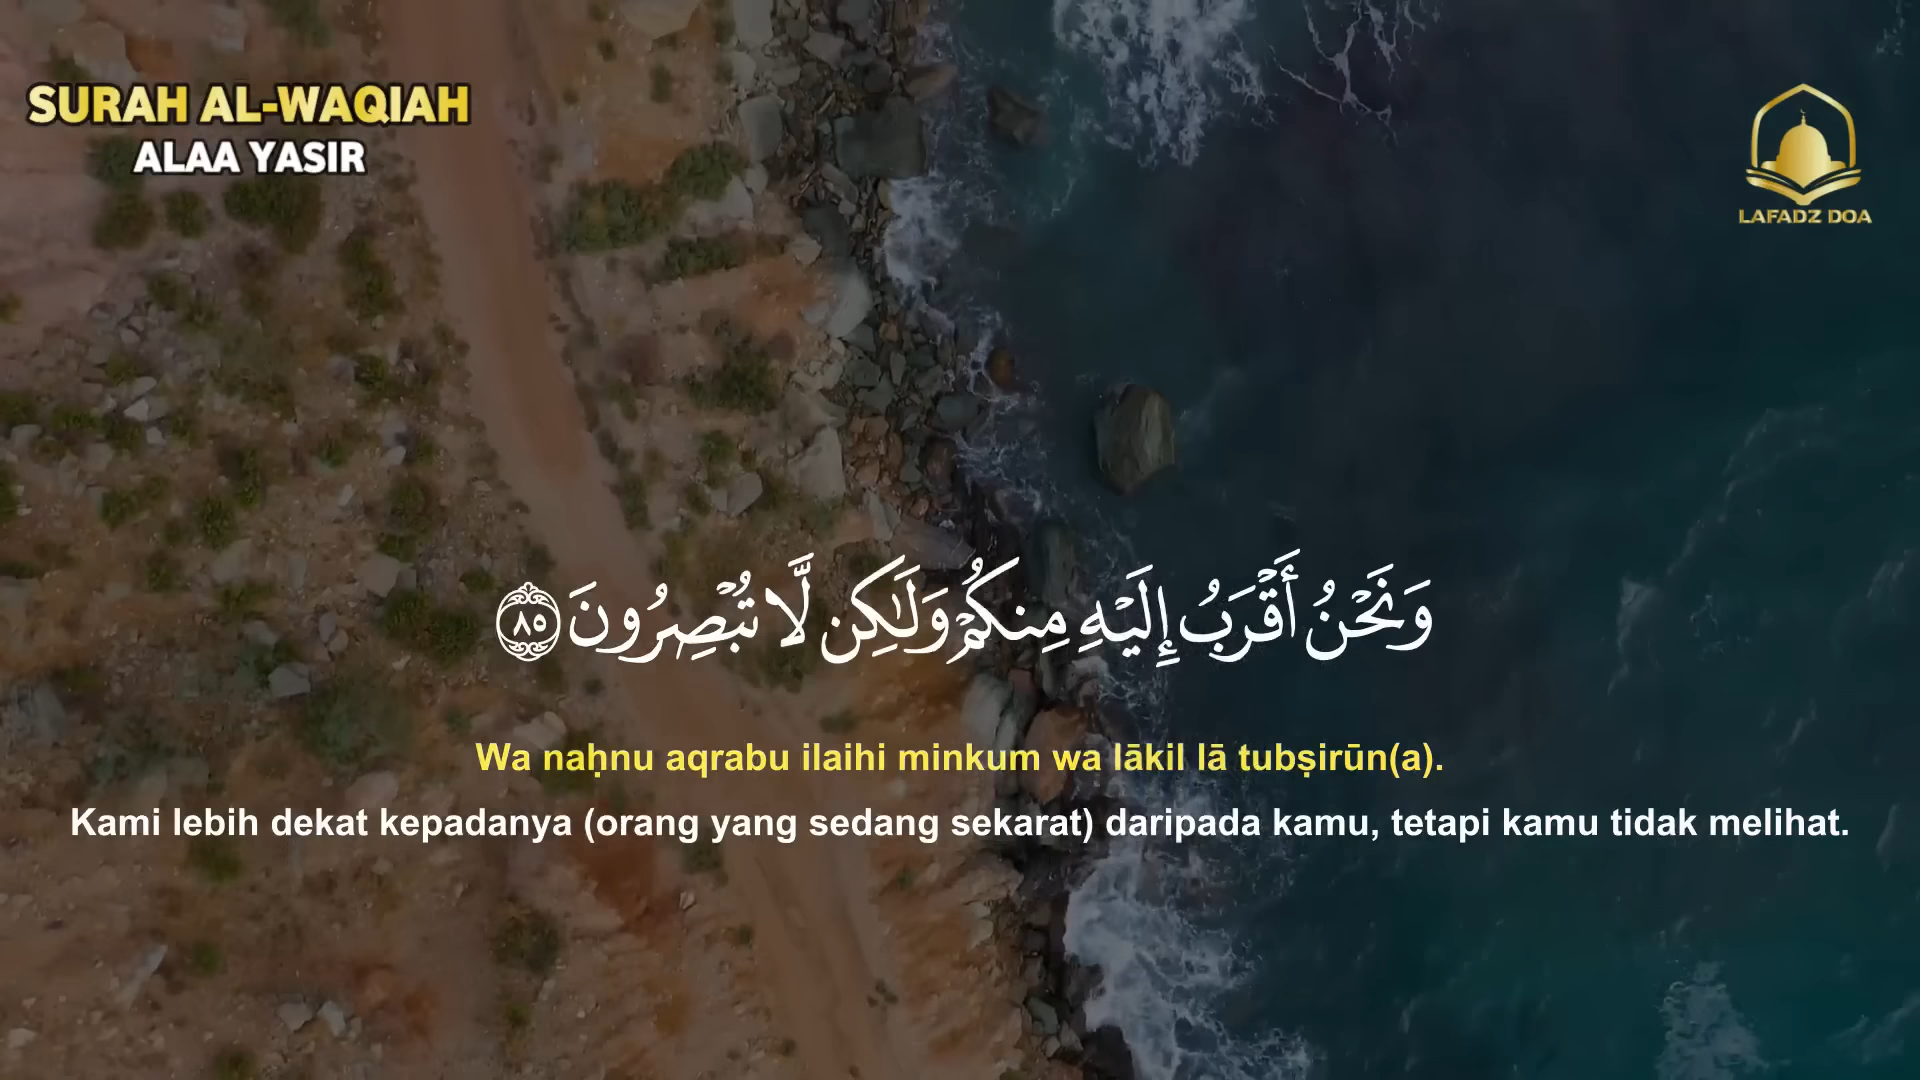 SURAH AL-WAQIAH
ALAA YASIR
LAFADZ DOA
وَنَحْنُ أَقْرَبُ إِلَيْهِ مِنكُمْ وَلَٰكِن لَّا تُبْصِرُونَ ٨٥
Wa naḥnu aqrabu ilaihi minkum wa lākil lā tubṣirūn(a).
Kami lebih dekat kepadanya (orang yang sedang sekarat) daripada kamu, tetapi kamu tidak melihat.